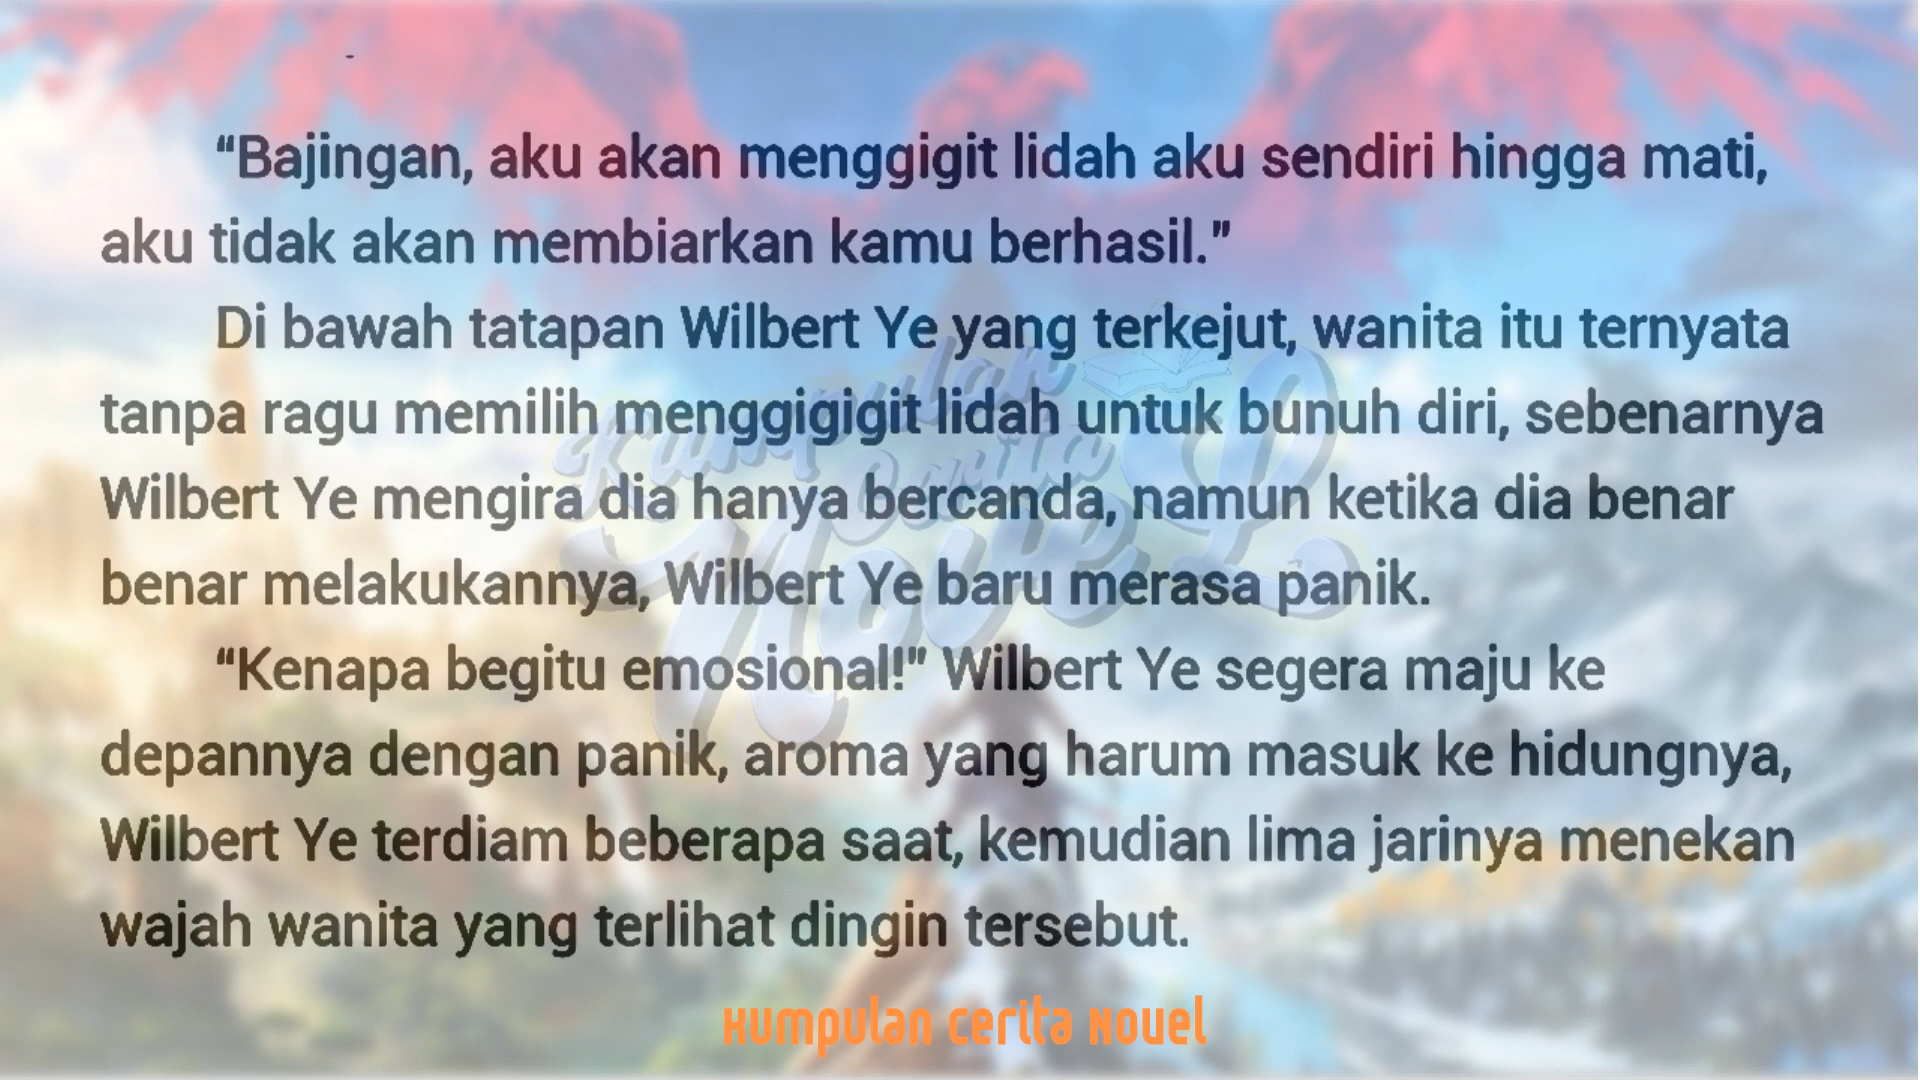 “Bajingan, aku akan menggigit lidah aku sendiri hingga mati,
aku tidak akan membiarkan kamu berhasil.”
Di bawah tatapan Wilbert Ye yang terkejut, wanita itu ternyata
tanpa ragu memilih menggigigit lidah untuk bunuh diri, sebenarnya
Wilbert Ye mengira dia hanya bercanda, namun ketika dia benar
benar melakukannya, Wilbert Ye baru merasa panik.
“Kenapa begitu emosional!" Wilbert Ye segera maju ke
depannya dengan panik, aroma yang harum masuk ke hidungnya,
Wilbert Ye terdiam beberapa saat, kemudian lima jarinya menekan
wajah wanita yang terlihat dingin tersebut.
Kumpulan Cerita Novel
Kumpulan
Cerita
Novel